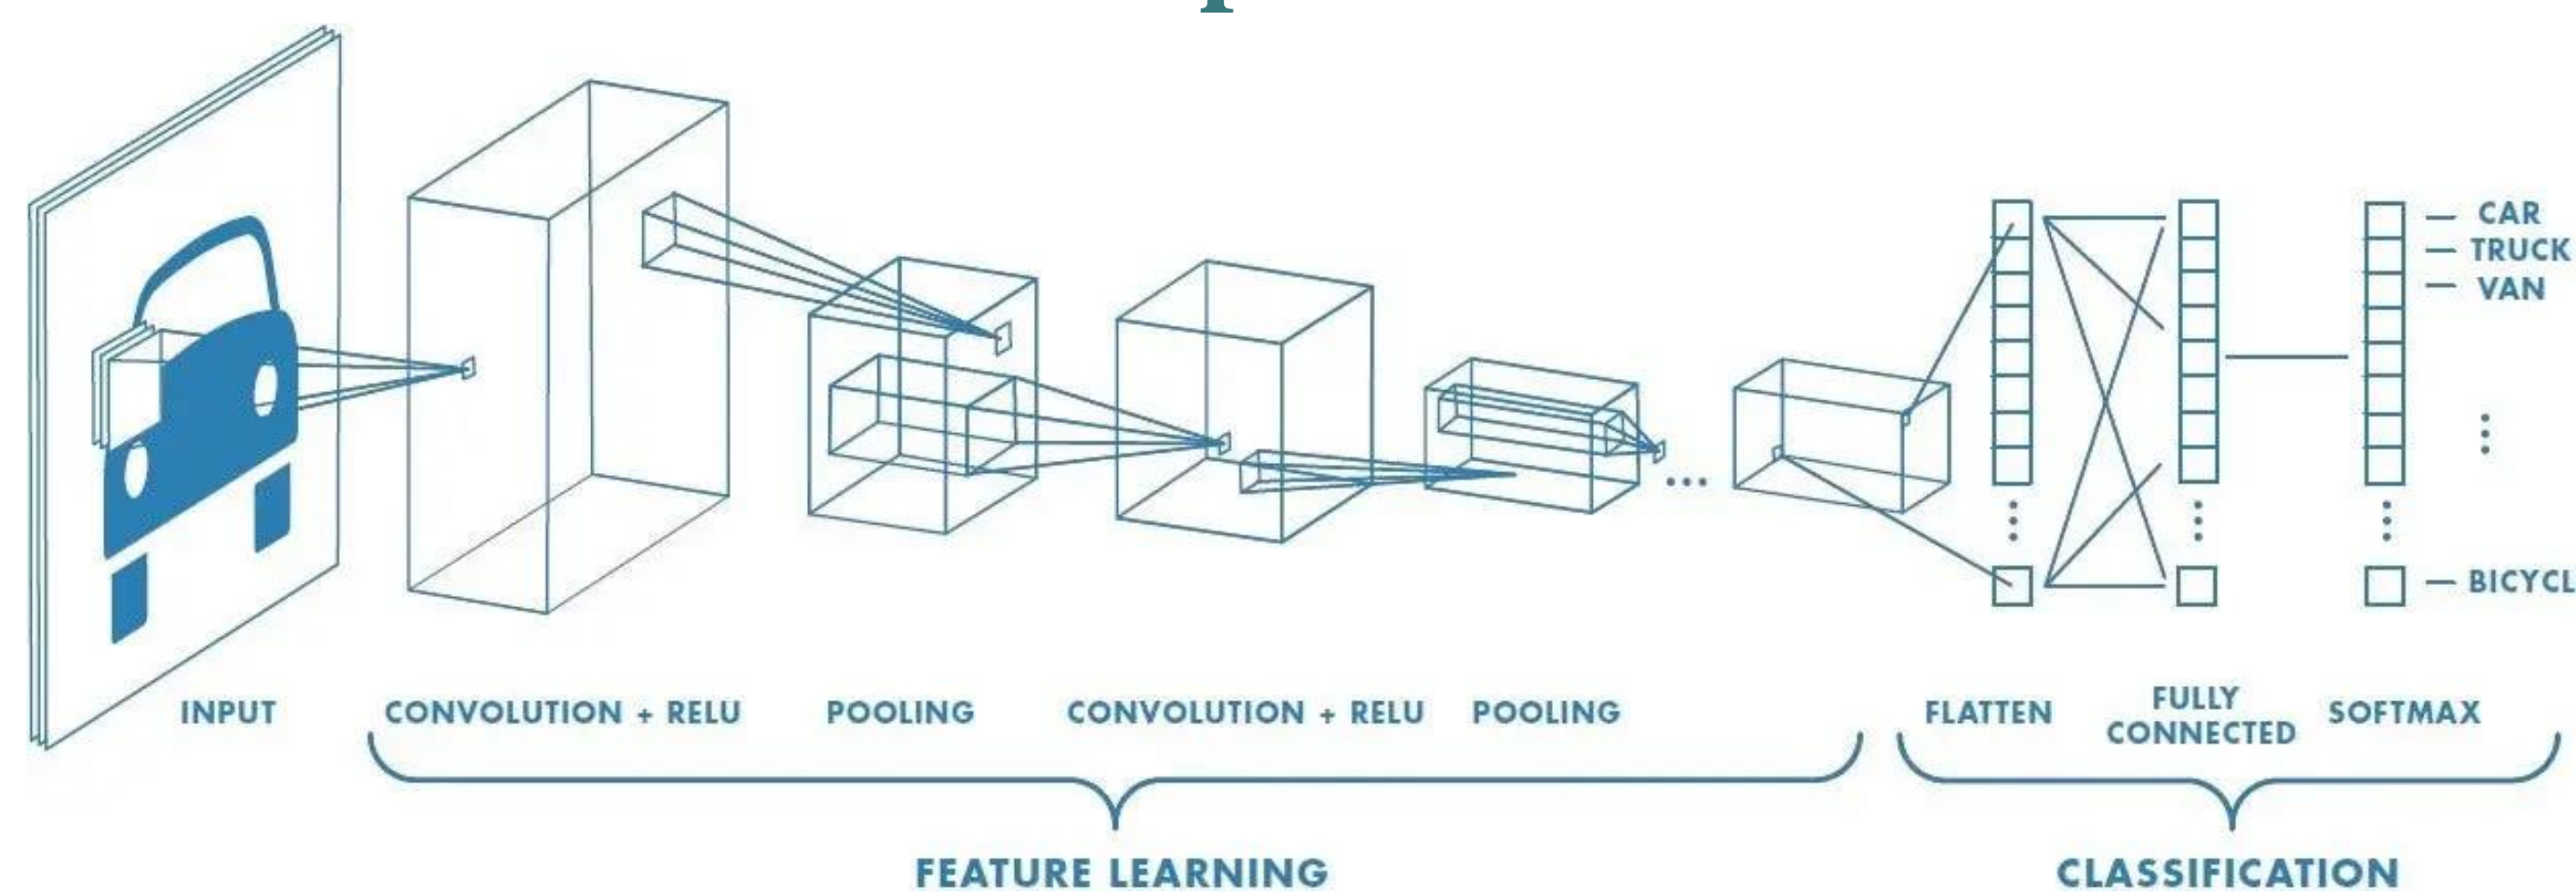 p
CAR
TRUCK
VAN
BICYCL
INPUT
CONVOLUTION + RELU
POOLING
CONVOLUTION + RELU
POOLING
FLATTEN
FULLY
CONNECTED
SOFTMAX
FEATURE LEARNING
CLASSIFICATION